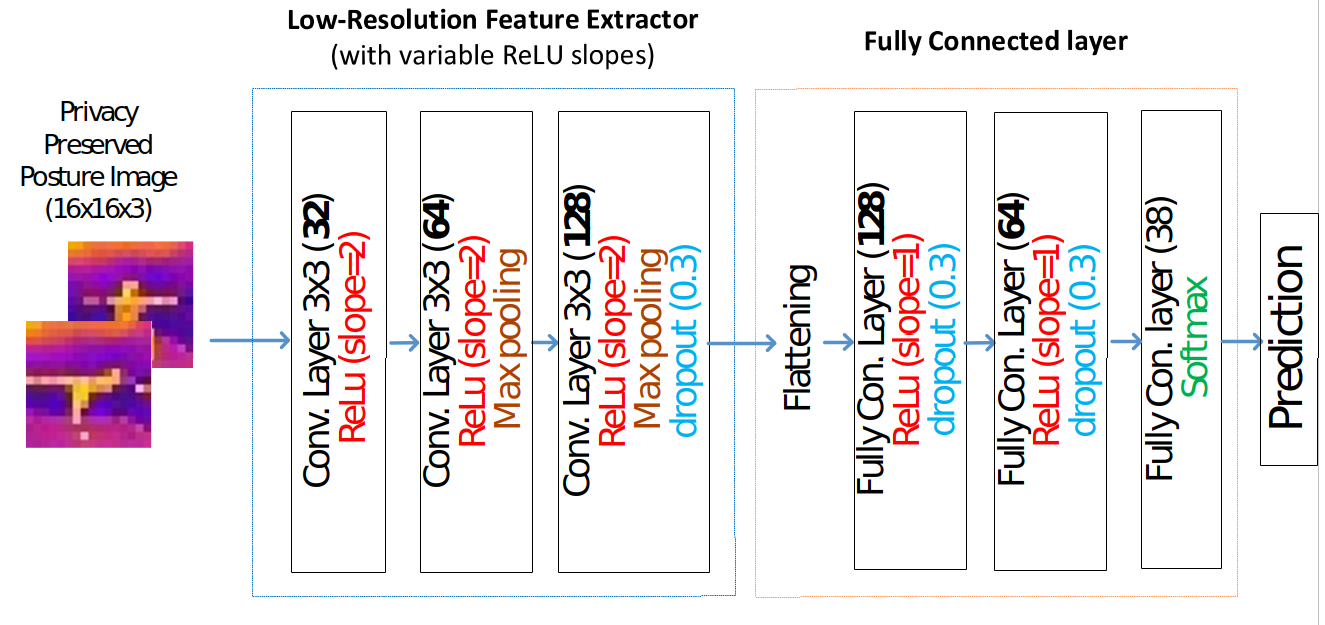 Low-Resolution Feature Extractor
(with variable ReLU slopes)
Fully Connected layer
Privacy
Preserved
Posture Image
(16x16x3)
Conv. Layer 3x3 (32)
ReLu (slope=2)
Conv. Layer 3x3 (64)
ReLu (slope=2)
Max pooling
Conv. Layer 3x3 (128)
ReLu (slope=2)
Max pooling
dropout (0.3)
Flattening
Fully Con. Layer (128)
ReLu (slope=1)
dropout (0.3)
Fully Con. Layer (64)
ReLu (slope=1)
dropout (0.3)
Fully Con. layer (38)
Softmax
Prediction